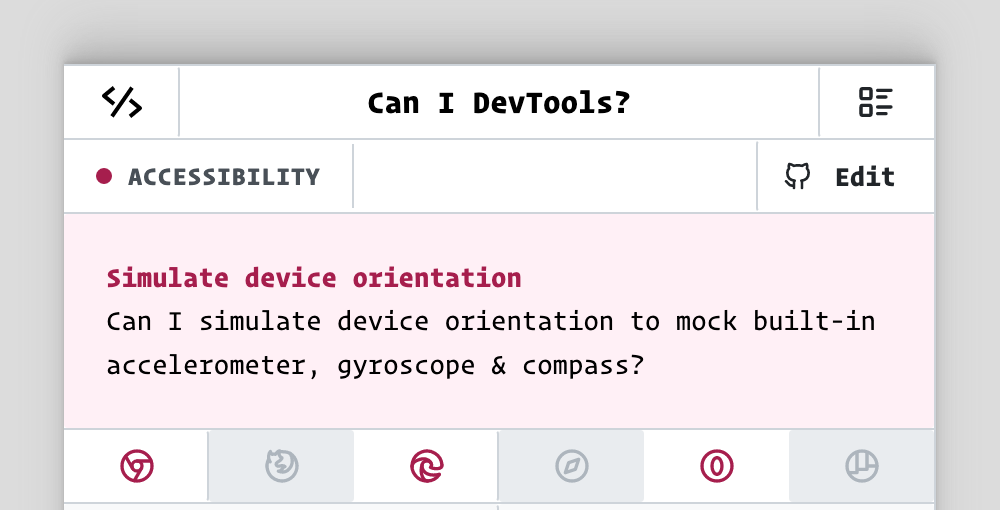 Can I DevTools?
ACCESSIBILITY
Edit
Simulate device orientation
Can I simulate device orientation to mock built-in
accelerometer, gyroscope & compass?